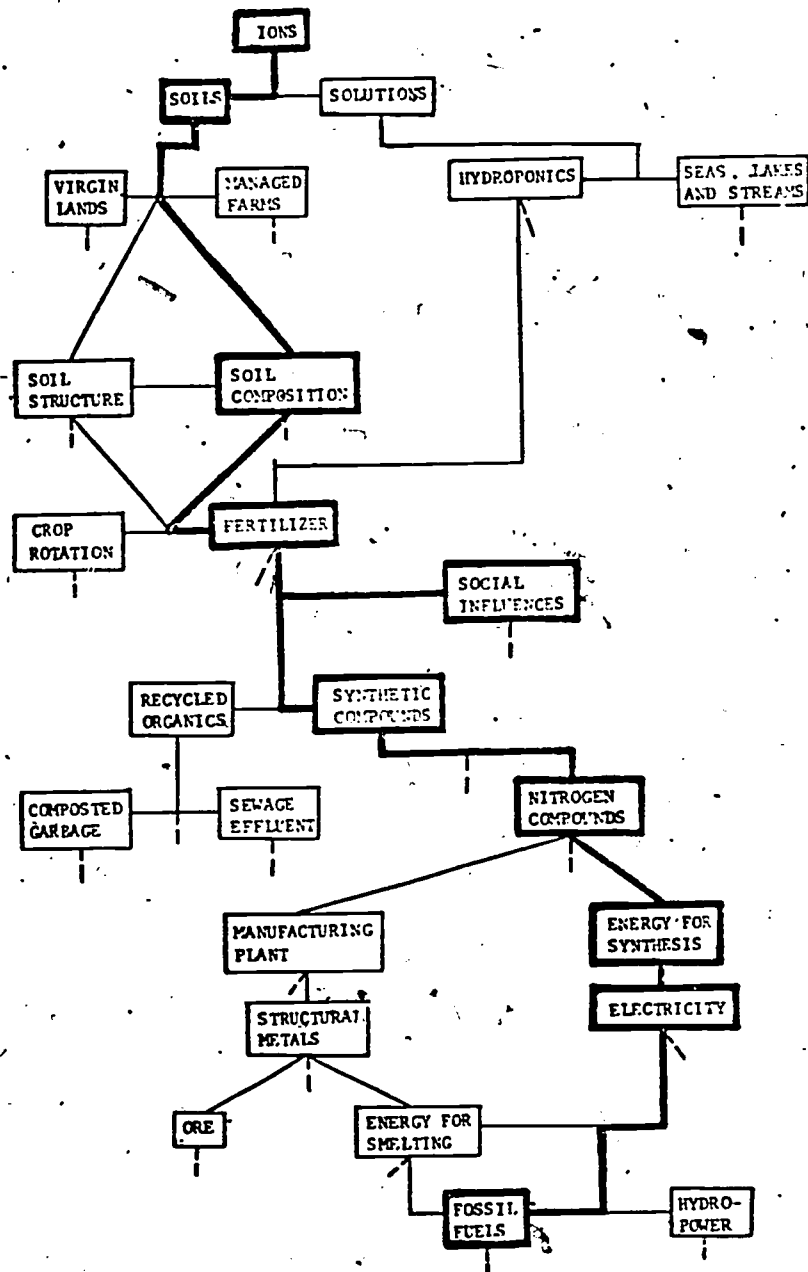 IONS
SOILS
SOLUTIONS
VIRGIN
LANDS
MANAGED
FARMS
HYDROPONICS
SEAS, LAKES
AND STREAMS
SOIL
STRUCTURE
SOIL
COMPOSITION
CROP
ROTATION
FERTILIZER
SOCIAL
INFLUENCES
RECYCLED
ORGANICS
SYNTHETIC
COMPOUNDS
COMPOSTED
GARBAGE
SEWAGE
EFFLUENT
NITROGEN
COMPOUNDS
MANUFACTURING
PLANT
ENERGY FOR
SYNTHESIS
STRUCTURAL
METALS
ELECTRICITY
ORE
ENERGY FOR
SMELTING
FOSSIL
FUELS
HYDRO-
POWER